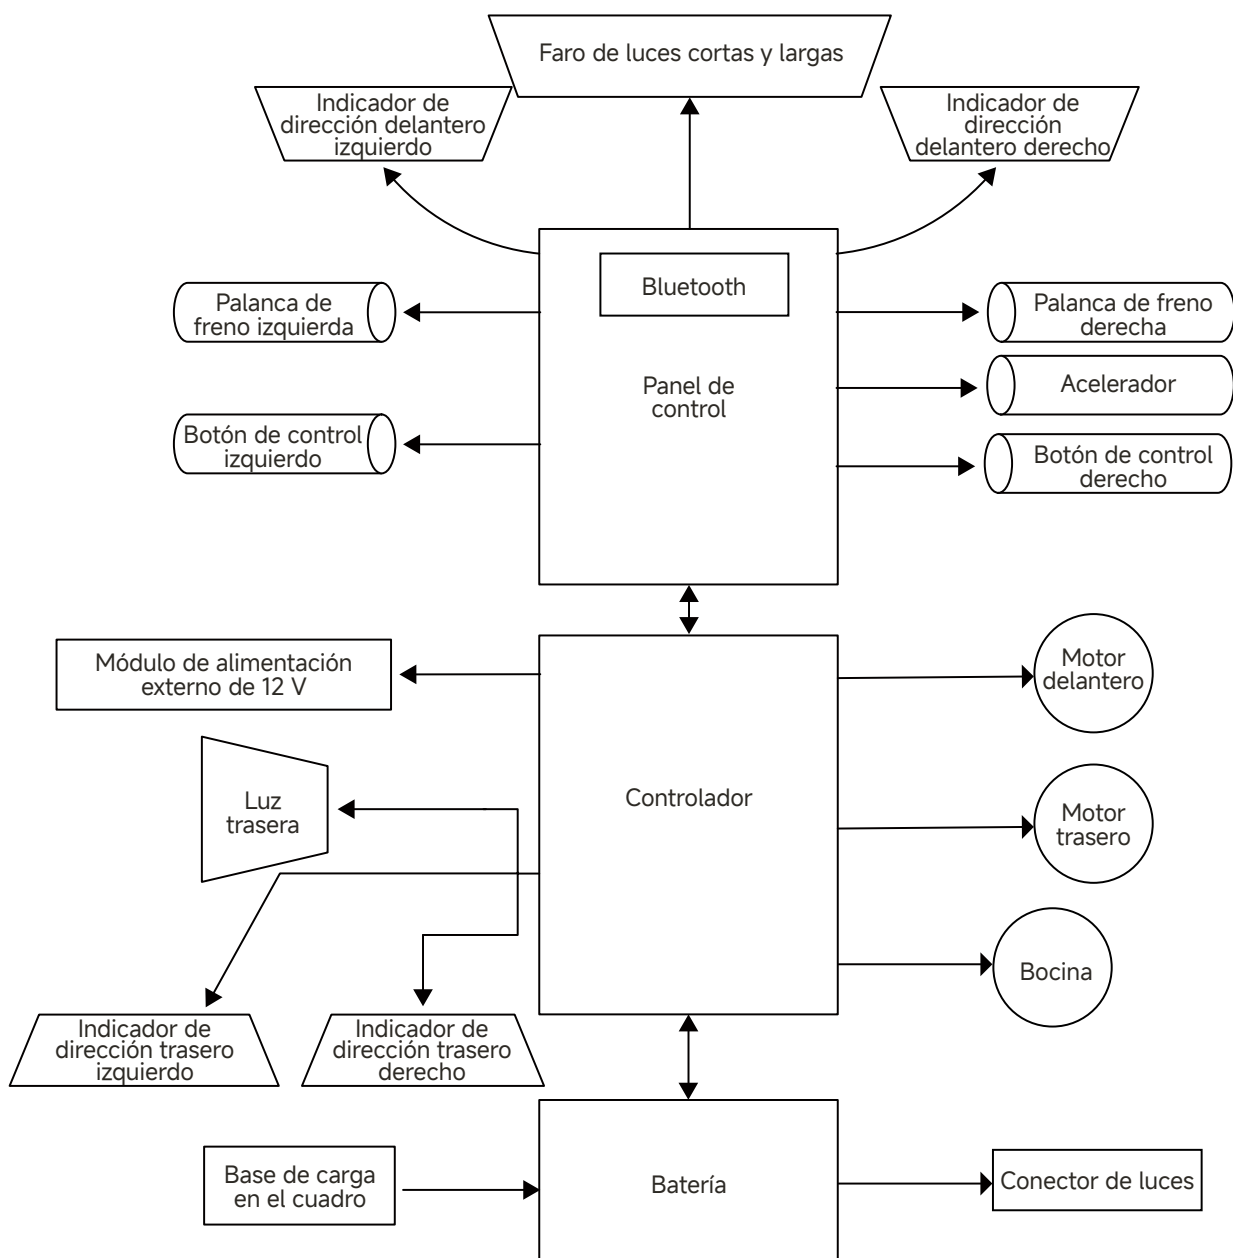 Faro de luces cortas y largas
Indicador de
dirección delantero
izquierdo
Indicador de
dirección
delantero derecho
Bluetooth
Palanca de
freno izquierda
Palanca de freno
derecha
Panel de
control
Acelerador
Botón de control
izquierdo
Botón de control
derecho
Módulo de alimentación
externo de 12 V
Motor
delantero
Luz
trasera
Controlador
Motor
trasero
Bocina
Indicador de
dirección trasero
izquierdo
Indicador de
dirección trasero
derecho
Base de carga
en el cuadro
Batería
Conector de luces